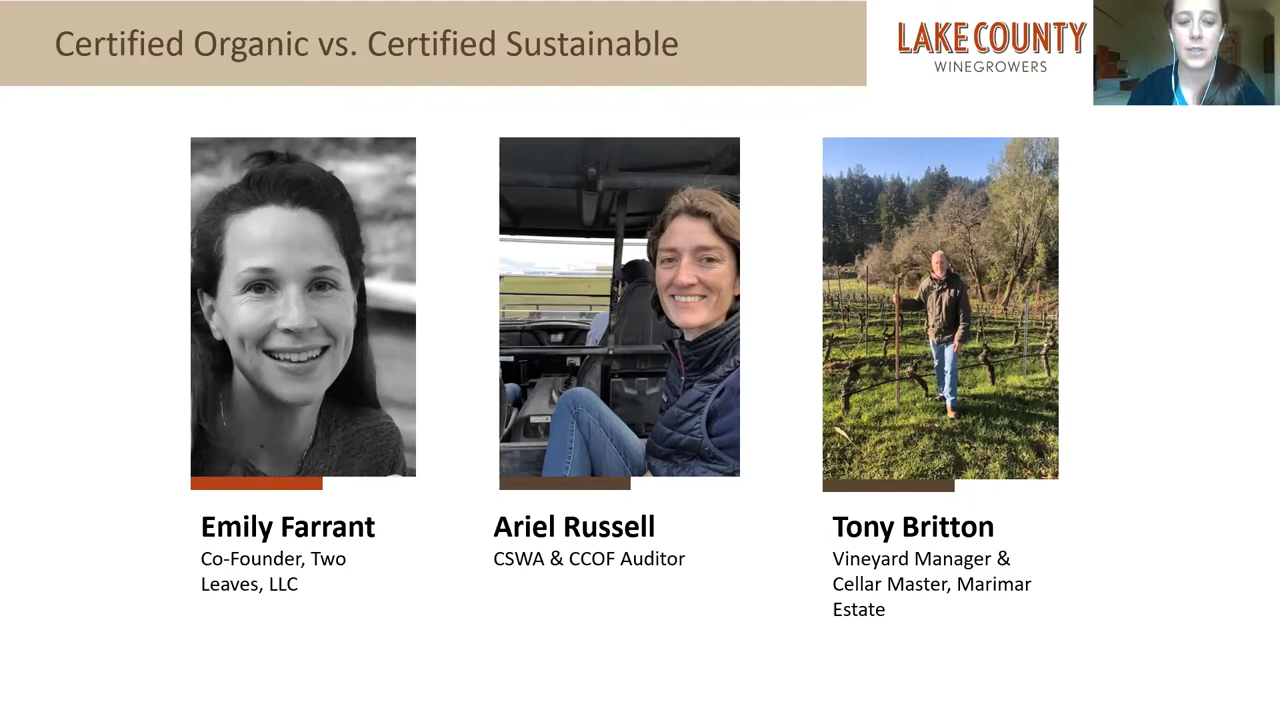 Certified Organic vs. Certified Sustainable
LAKE COUNTY
WINEGROWERS
Emily Farrant
Co-Founder, Two
Leaves, LLC
Ariel Russell
CSWA & CCOF Auditor
Tony Britton
Vineyard Manager &
Cellar Master, Marimar
Estate